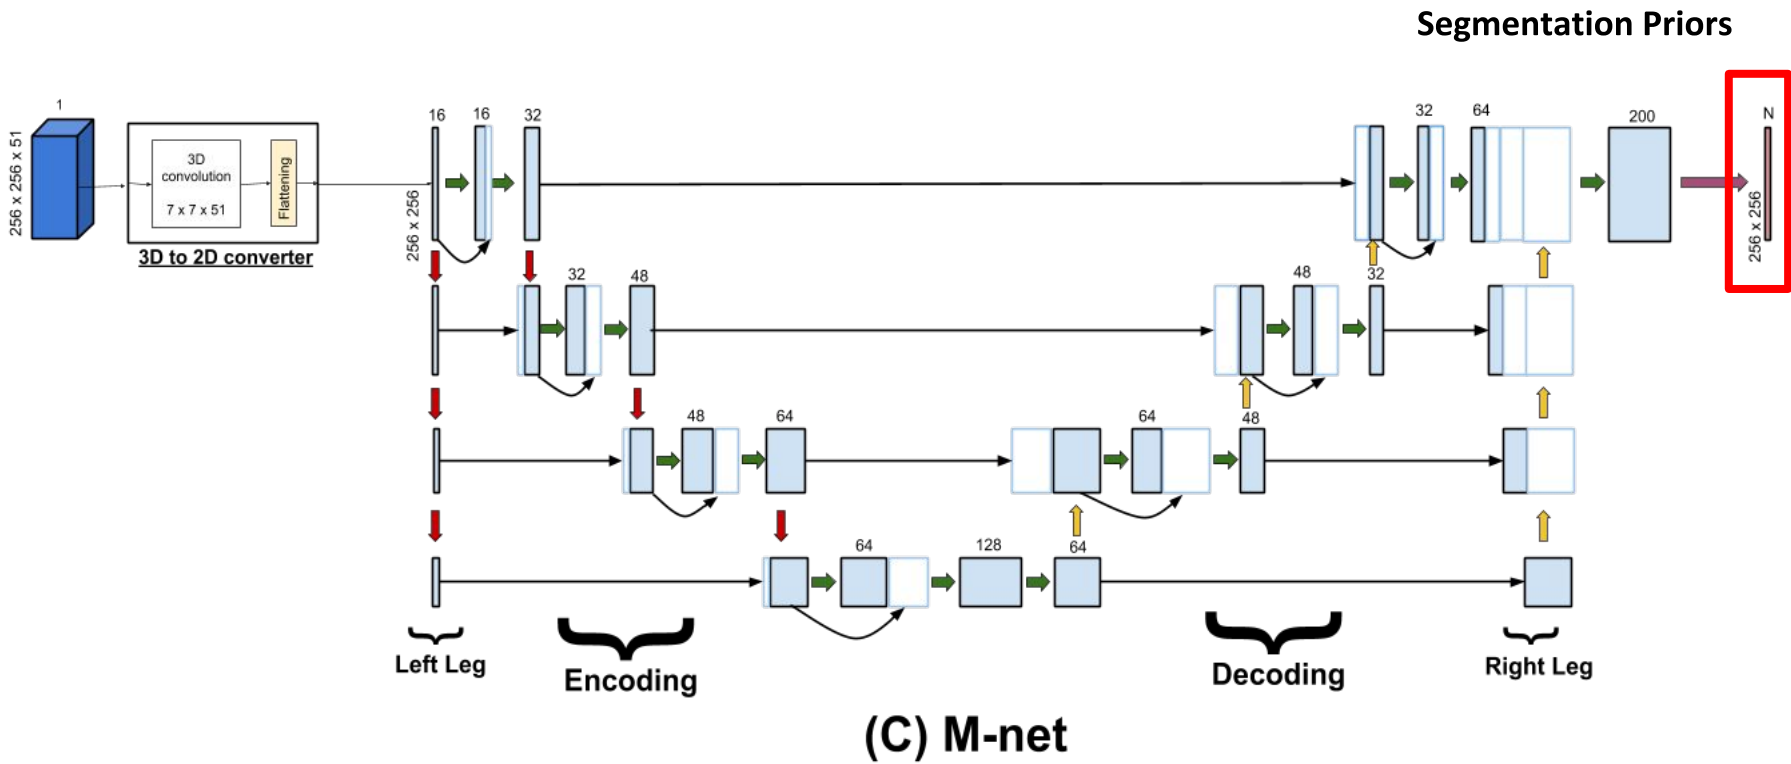 Segmentation Priors
1
256 x 256 x 51
3D
convolution
7 x 7 x 51
Flattening
3D to 2D converter
16
16
32
256 x 256
32
64
200
N
256 x 256
32
48
48
32
48
64
64
48
64
128
64
Left Leg
Encoding
Decoding
Right Leg
(C) M-net